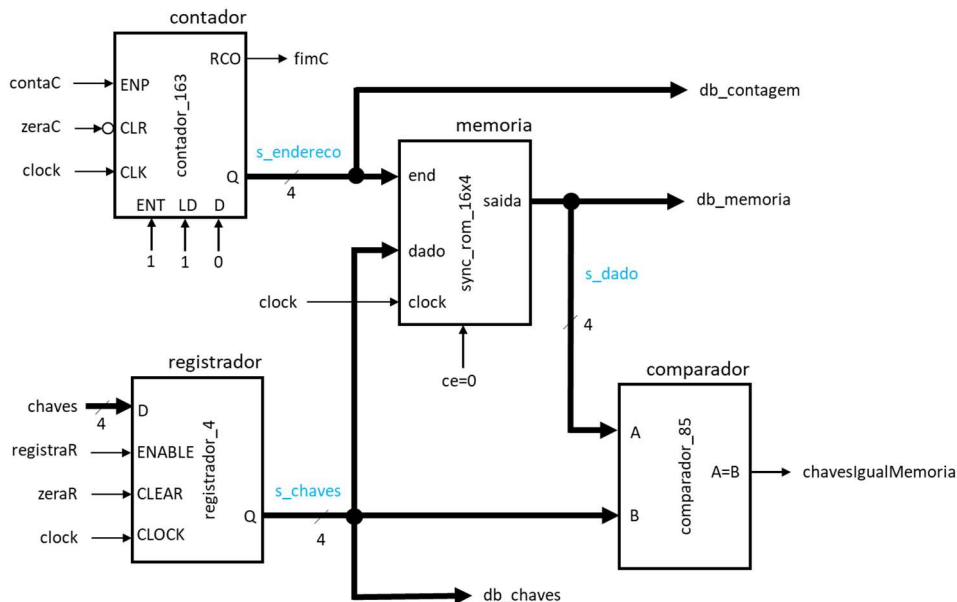 contador
RCO
fimC
contaC
ENP
zeraC
CLR
contador_163
clock
CLK
Q
s_endereco
4
ENT LD D
1 1 0
db_contagem
memoria
end
saida
db_memoria
dado
sync_rom_16x4
s_dado
4
clock
clock
ce=0
registrador
chaves
4
D
registraR
ENABLE
zeraR
CLEAR
registrador_4
clock
CLOCK
Q
s_chaves
4
db_chaves
comparador
A
comparador_85
A=B
chavesIgualMemoria
B